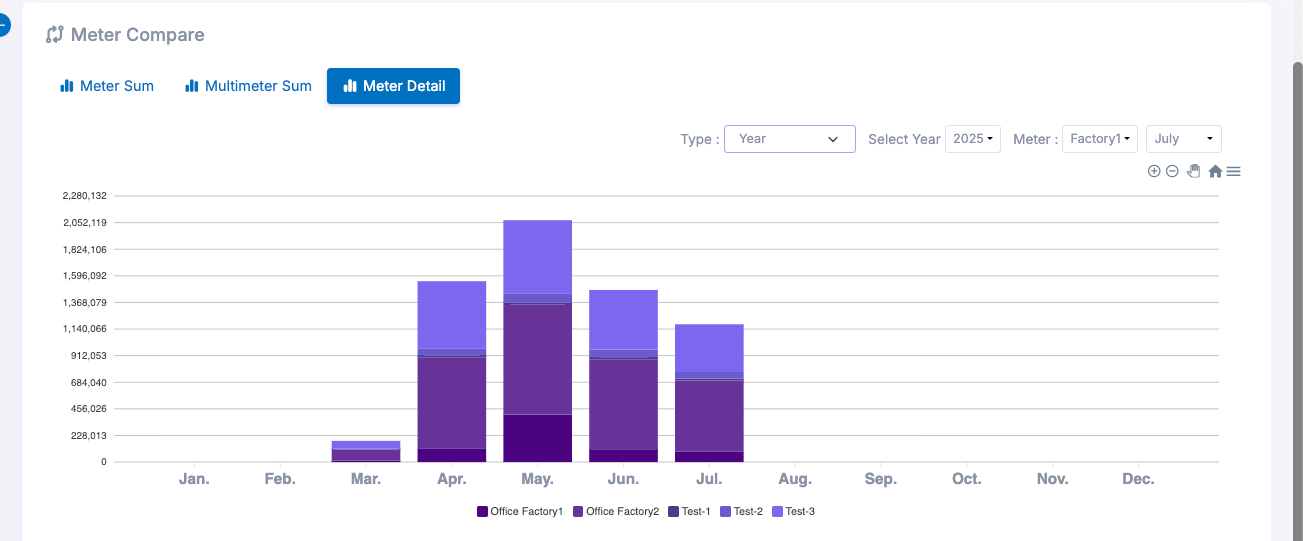 Meter Compare
Meter Sum Multimeter Sum Meter Detail
Type : Year Select Year 2025 Meter : Factory1 July
2,280,132
2,052,119
1,824,106
1,596,092
1,368,079
1,140,066
912,053
684,040
456,026
228,013
0
Jan. Feb. Mar. Apr. May. Jun. Jul. Aug. Sep. Oct. Nov. Dec.
Office Factory1 Office Factory2 Test-1 Test-2 Test-3